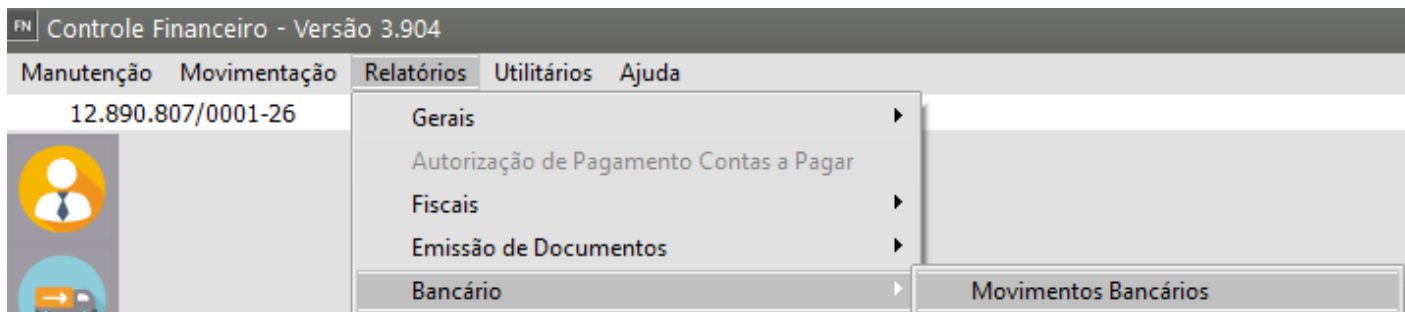 FN Controle Financeiro - Versão 3.904
Manutenção Movimentação Relatórios Utilitários Ajuda
12.890.807/0001-26
Gerais
Autorização de Pagamento Contas a Pagar
Fiscais
Emissão de Documentos
Bancário Movimentos Bancários